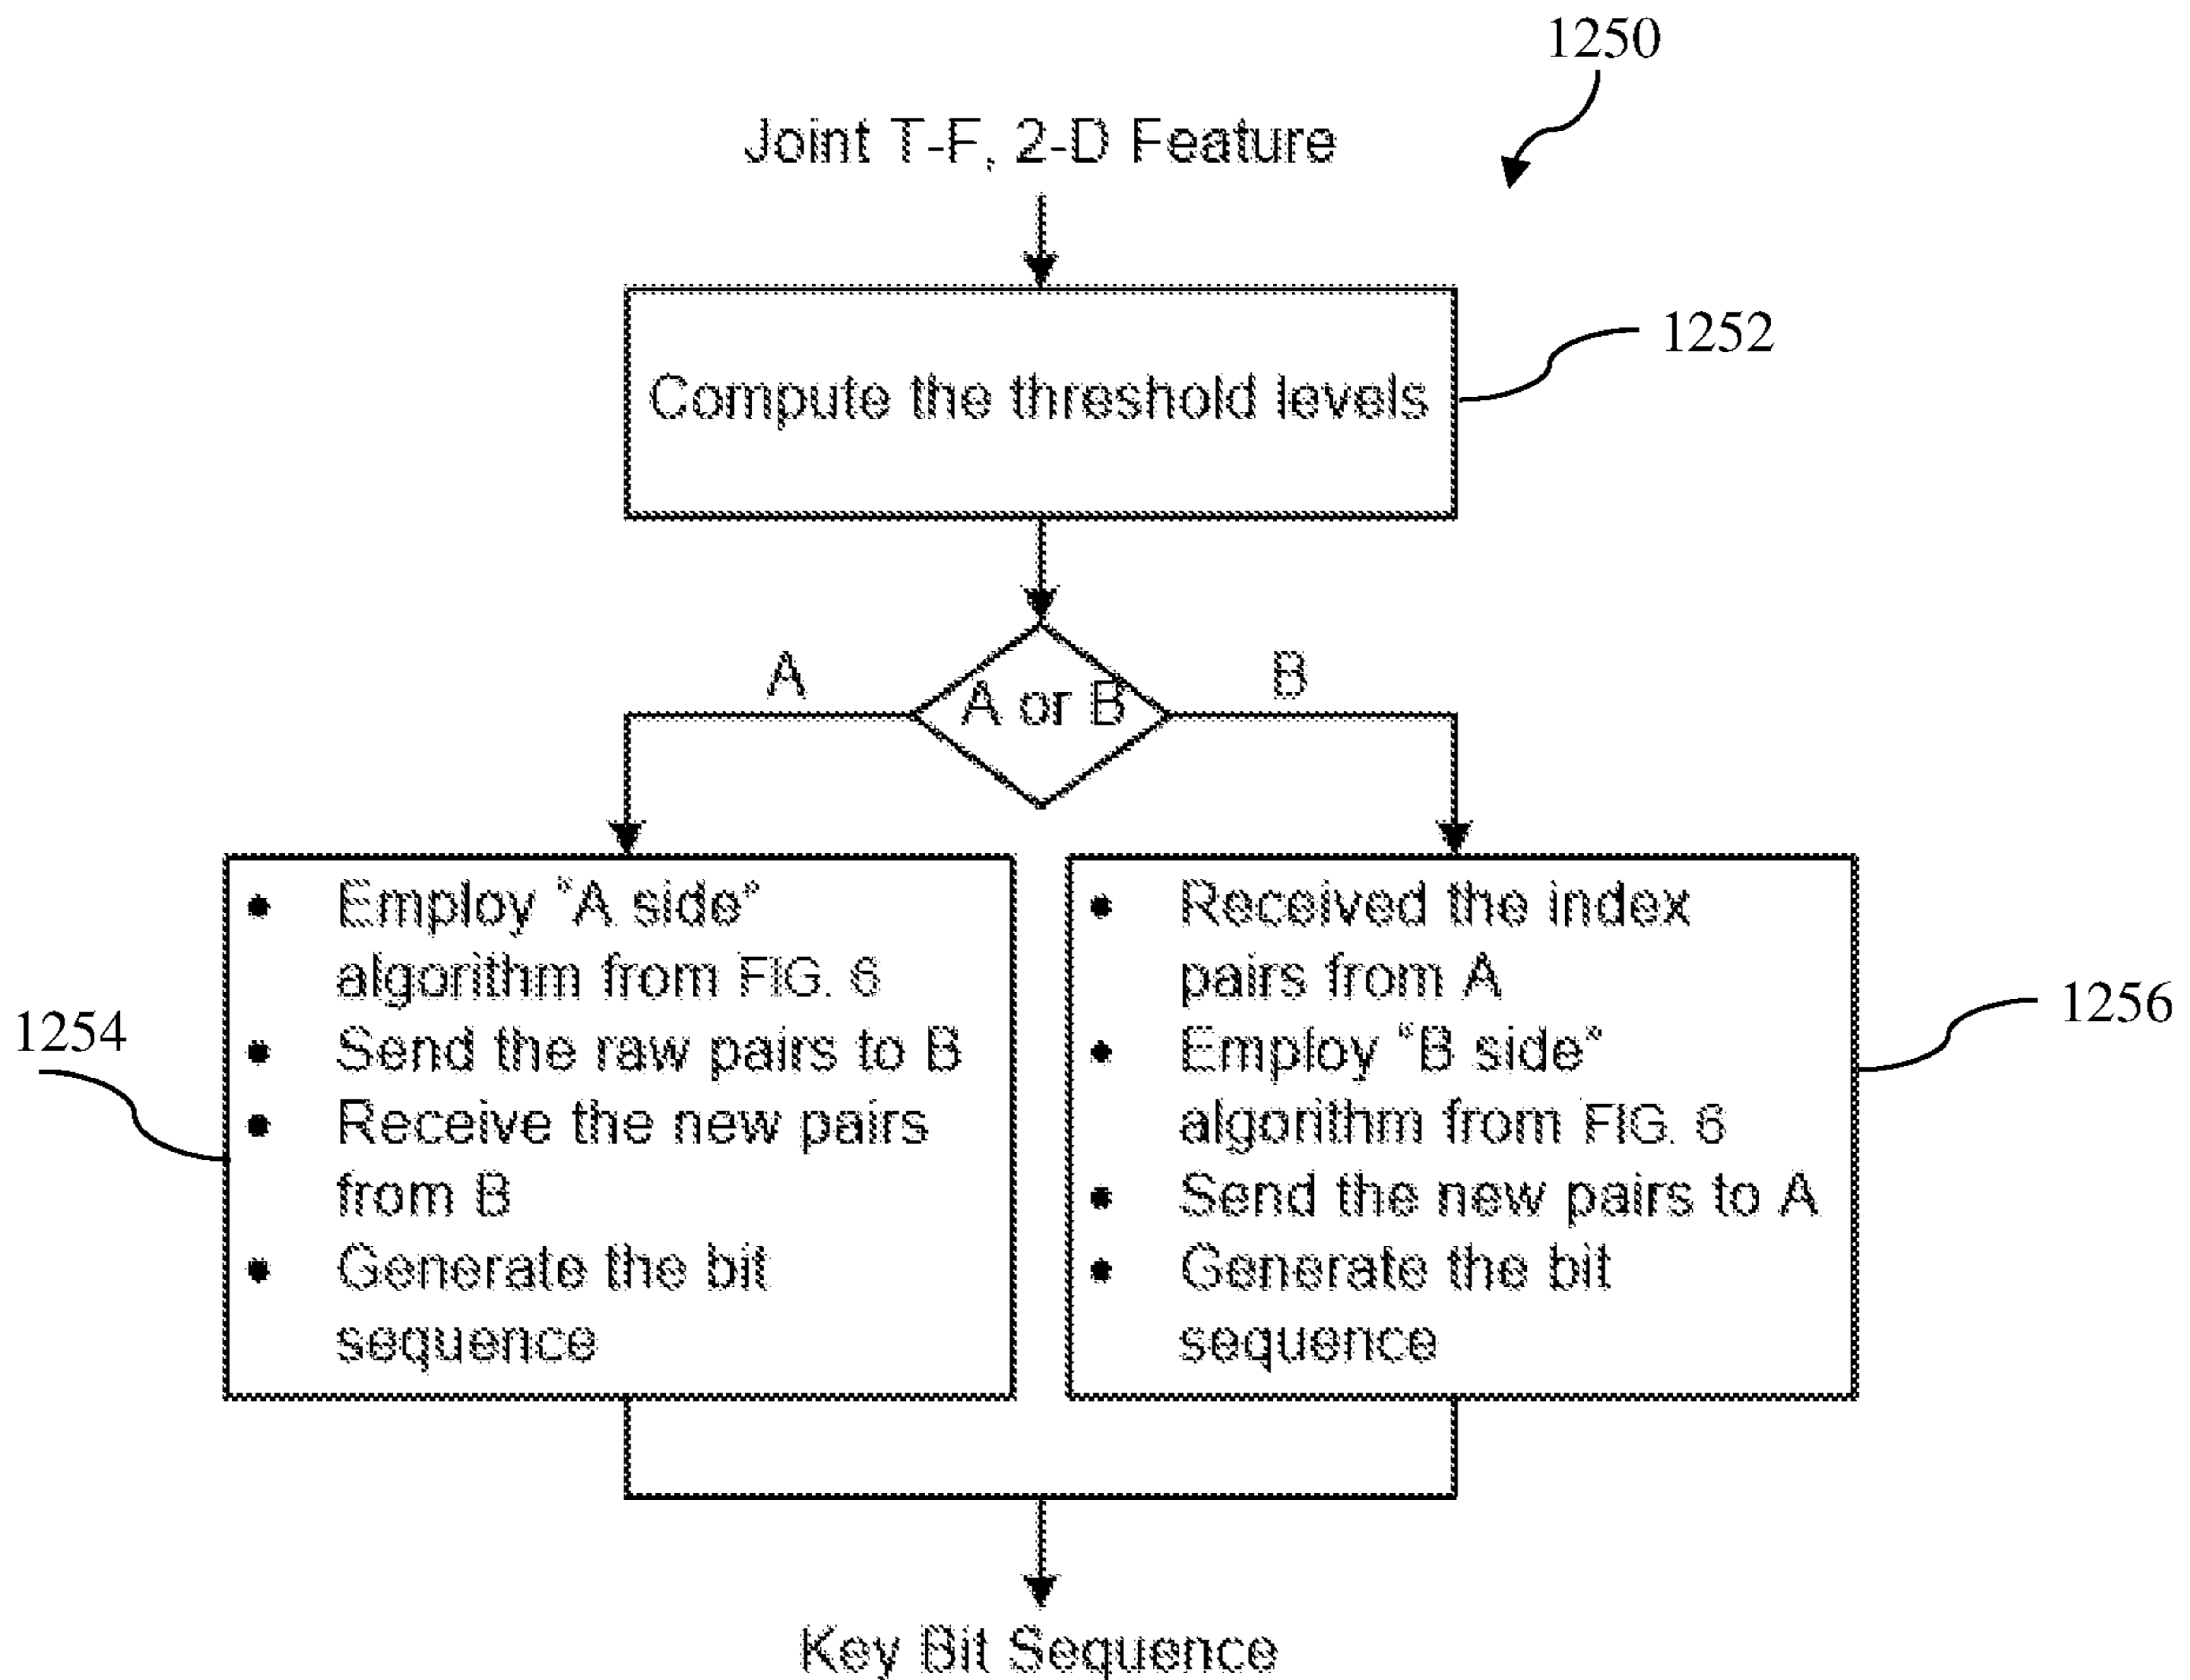 1250
Joint T-F, 2-D Feature
1252
Compute the threshold levels
A
A or B
B
• Employ "A side"
algorithm from FIG. 6
• Send the raw pairs to B
• Receive the new pairs
from B
• Generate the bit
sequence
1254
• Received the index
pairs from A
• Employ "B side"
algorithm from FIG. 6
• Send the new pairs to A
• Generate the bit
sequence
1256
Key Bit Sequence